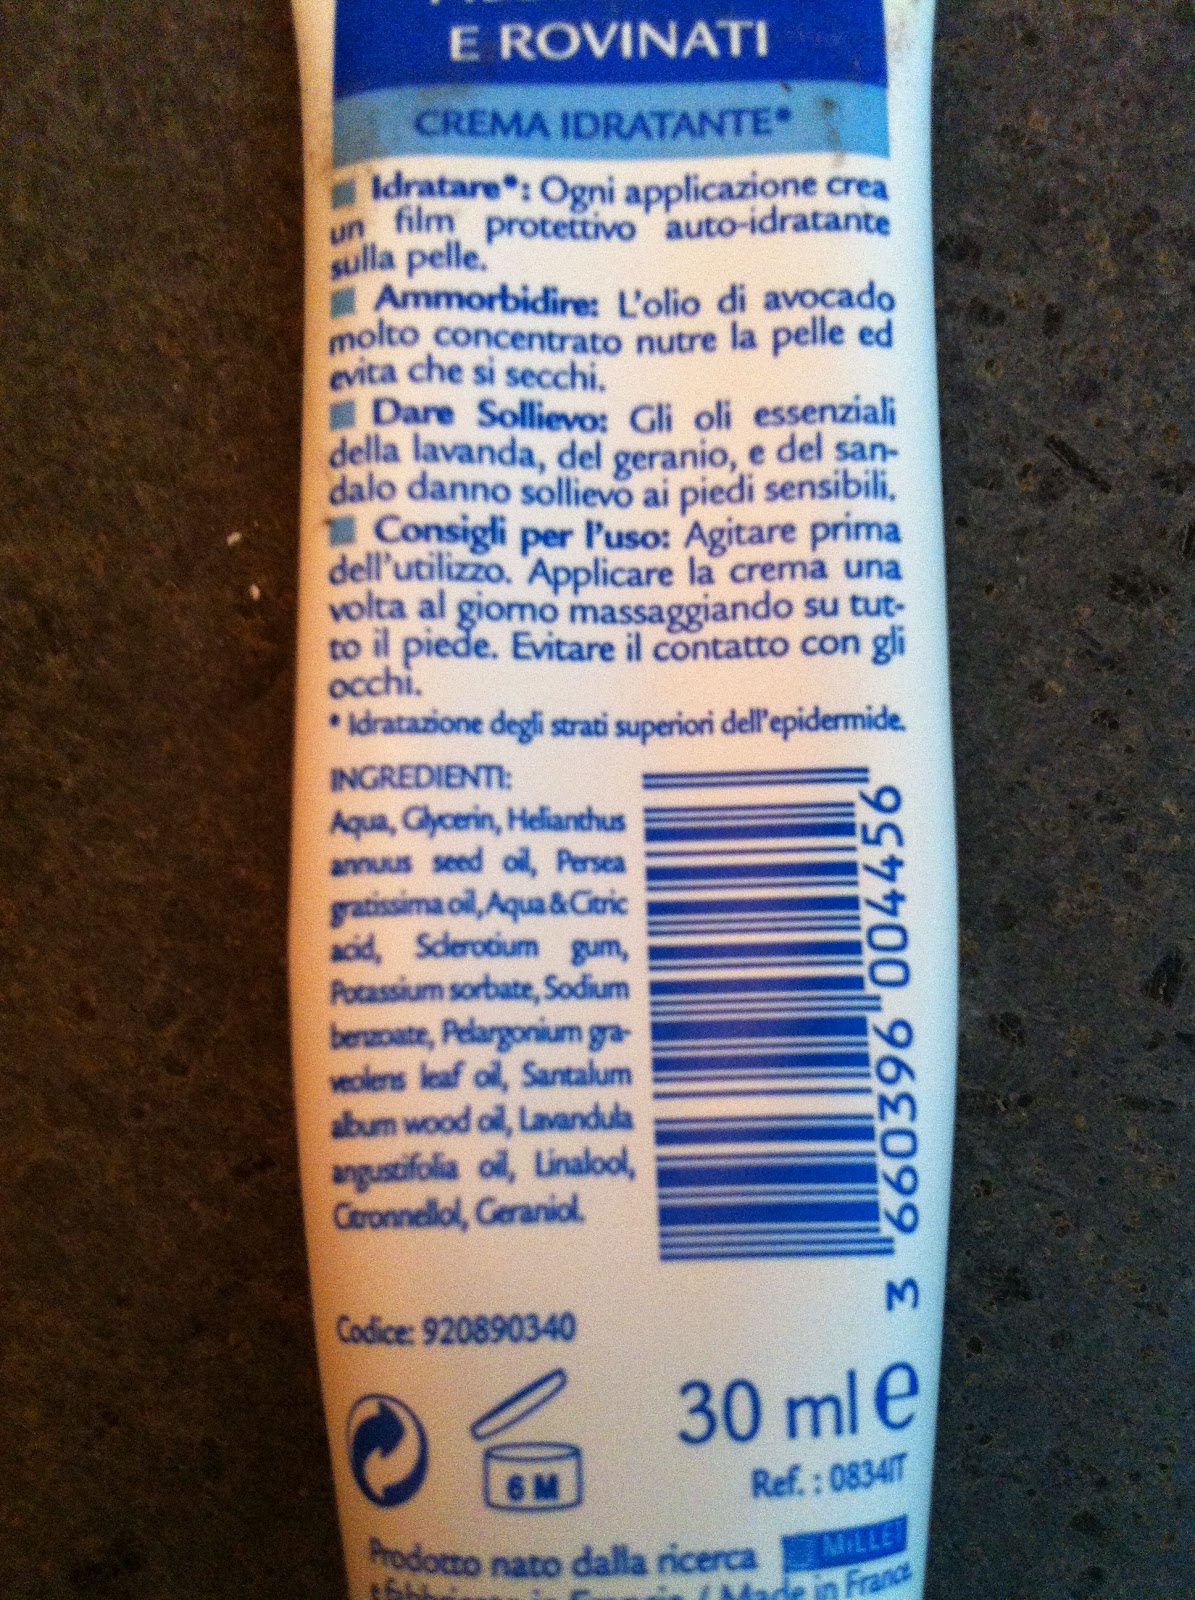 E ROVINATI
CREMA IDRATANTE*
Idratare*: Ogni applicazione crea
un film protettivo auto-idratante
sulla pelle.
Ammorbidire: L'olio di avocado
molto concentrato nutre la pelle ed
evita che si secchi.
Dare Sollievo: Gli oli essenziali
della lavanda, del geranio, e del san-
dalo danno sollievo ai piedi sensibili.
Consigli per l'uso: Agitare prima
dell'utilizzo. Applicare la crema una
volta al giorno massaggiando su tut-
to il piede. Evitare il contatto con gli
occhi.
* Idratazione degli strati superiori dell'epidermide.
INGREDIENTI:
Aqua, Glycerin, Helianthus
annuus seed oil, Persea
gratissima oil, Aqua & Citric
acid, Sclerotium gum,
Potassium sorbate, Sodium
benzoate, Pelargonium gra-
veolens leaf oil, Santalum
album wood oil, Lavandula
angustifolia oil, Linalool,
Citronnellol, Geraniol.
3 660396 004456
Codice: 920890340
6 M
30 ml e
Ref. : 0834IT
Prodotto nato dalla ricerca MILLET
e fabbricato in Francia / Made in France